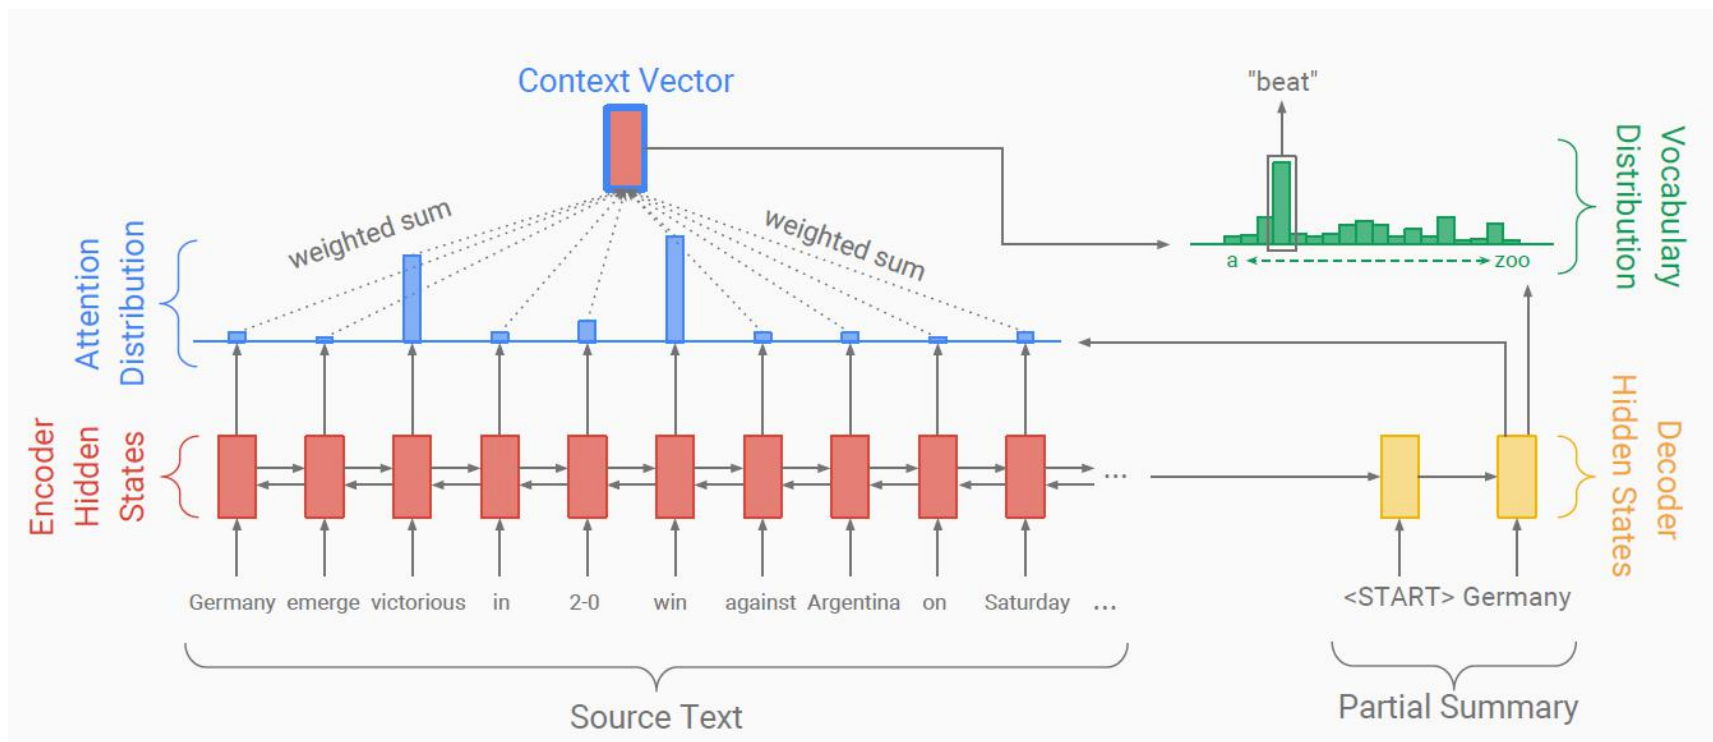 Context Vector
"beat"
Vocabulary
Distribution
a
zoo
weighted sum
weighted sum
Attention
Distribution
Encoder
Hidden
States
...
Decoder
Hidden States
Germany emerge victorious in 2-0 win against Argentina on Saturday ...
<START> Germany
Source Text
Partial Summary